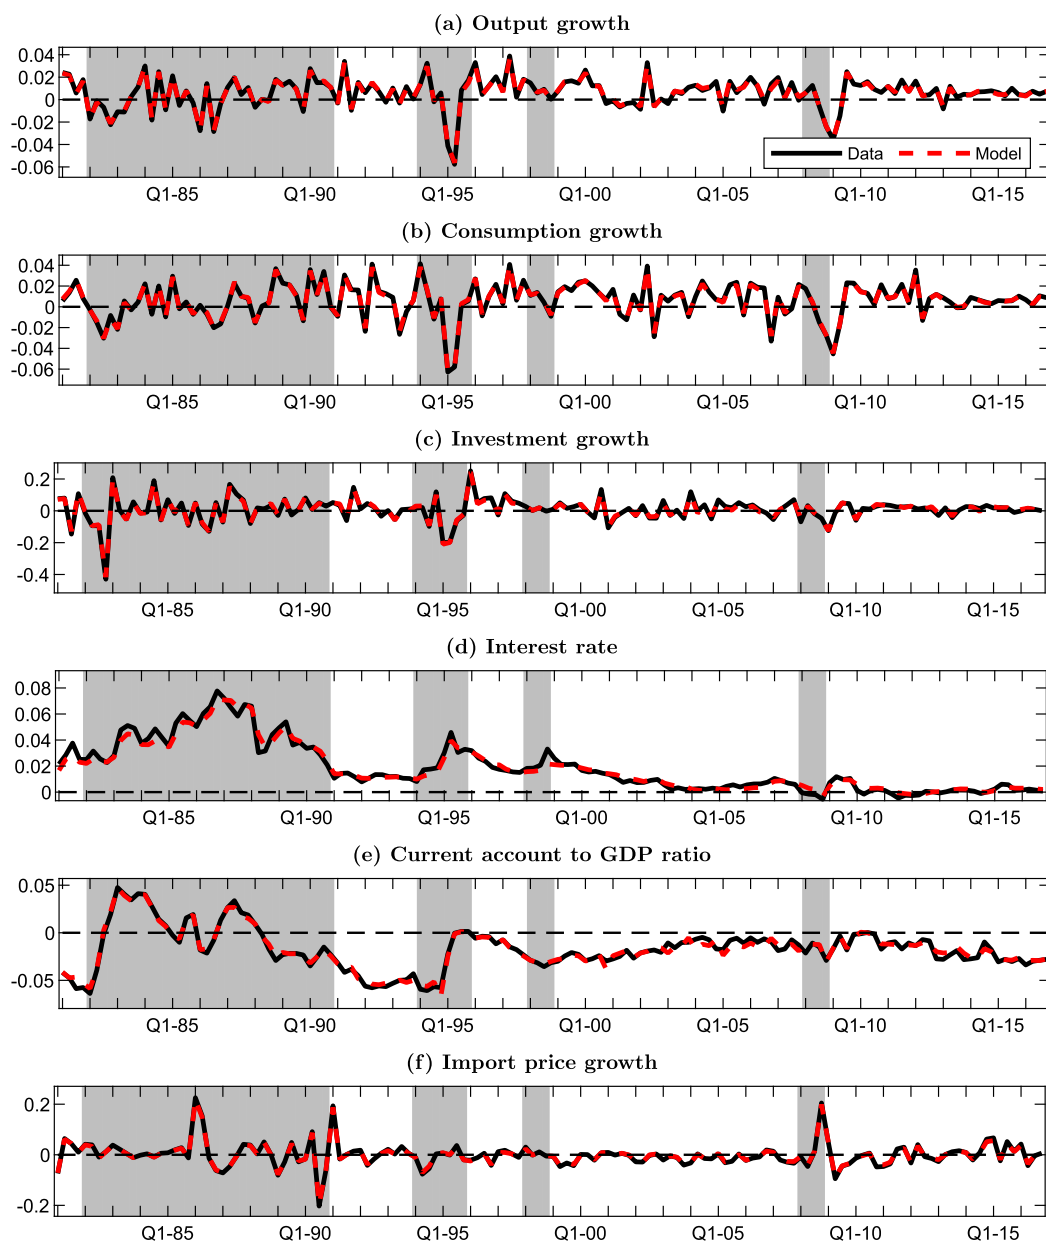 (a) Output growth
0.04
0.02
0
-0.02
-0.04
-0.06
Data Model
Q1-85 Q1-90 Q1-95 Q1-00 Q1-05 Q1-10 Q1-15
(b) Consumption growth
0.04
0.02
0
-0.02
-0.04
-0.06
Q1-85 Q1-90 Q1-95 Q1-00 Q1-05 Q1-10 Q1-15
(c) Investment growth
0.2
0
-0.2
-0.4
Q1-85 Q1-90 Q1-95 Q1-00 Q1-05 Q1-10 Q1-15
(d) Interest rate
0.08
0.06
0.04
0.02
0
Q1-85 Q1-90 Q1-95 Q1-00 Q1-05 Q1-10 Q1-15
(e) Current account to GDP ratio
0.05
0
-0.05
Q1-85 Q1-90 Q1-95 Q1-00 Q1-05 Q1-10 Q1-15
(f) Import price growth
0.2
0
-0.2
Q1-85 Q1-90 Q1-95 Q1-00 Q1-05 Q1-10 Q1-15